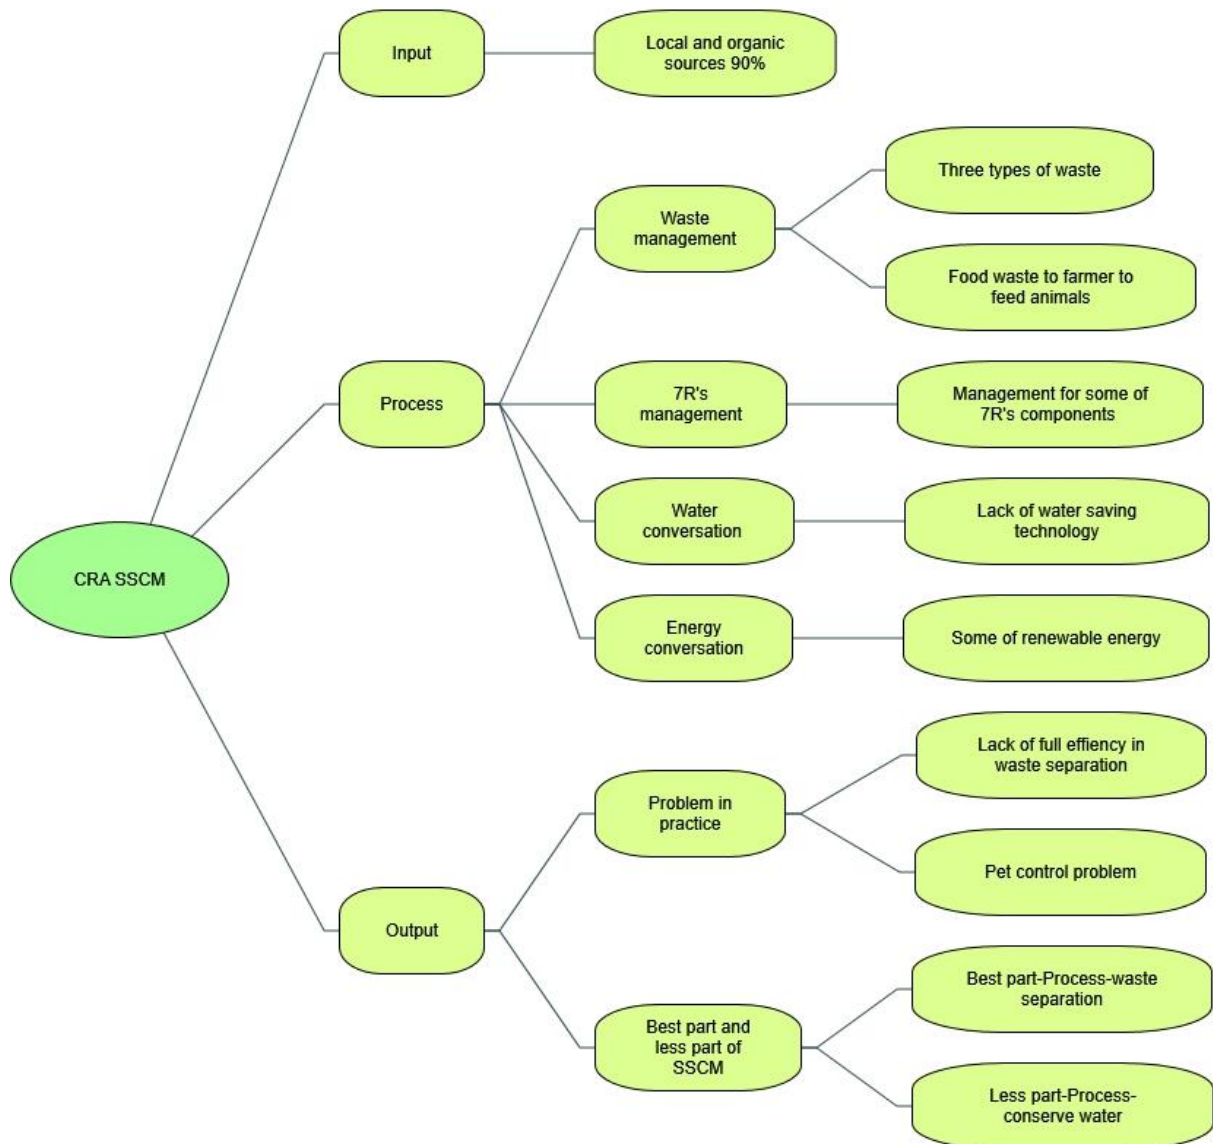 Input
Local and organic
sources 90%
Three types of waste
Waste
management
Food waste to farmer to
feed animals
Process
7R's
management
Management for some of
7R's components
Water
conversation
Lack of water saving
technology
CRA SSCM
Energy
conversation
Some of renewable energy
Lack of full effiency in
waste separation
Problem in
practice
Pet control problem
Output
Best part-Process-waste
separation
Best part and
less part of
SSCM
Less part-Process-
conserve water